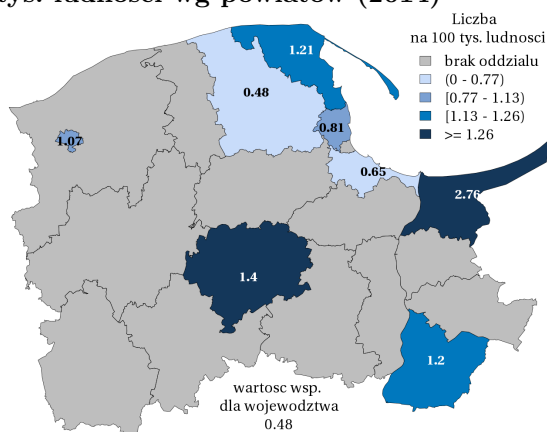 tys. ludności wg powiatów (2014)
Liczba
na 100 tys. ludnosci
brak oddzialu
(0 - 0.77)
[0.77 - 1.13)
[1.13 - 1.26)
>= 1.26
1.21
0.48
0.81
1.07
0.65
2.76
1.4
1.2
wartosc wsp.
dla wojewodztwa
0.48